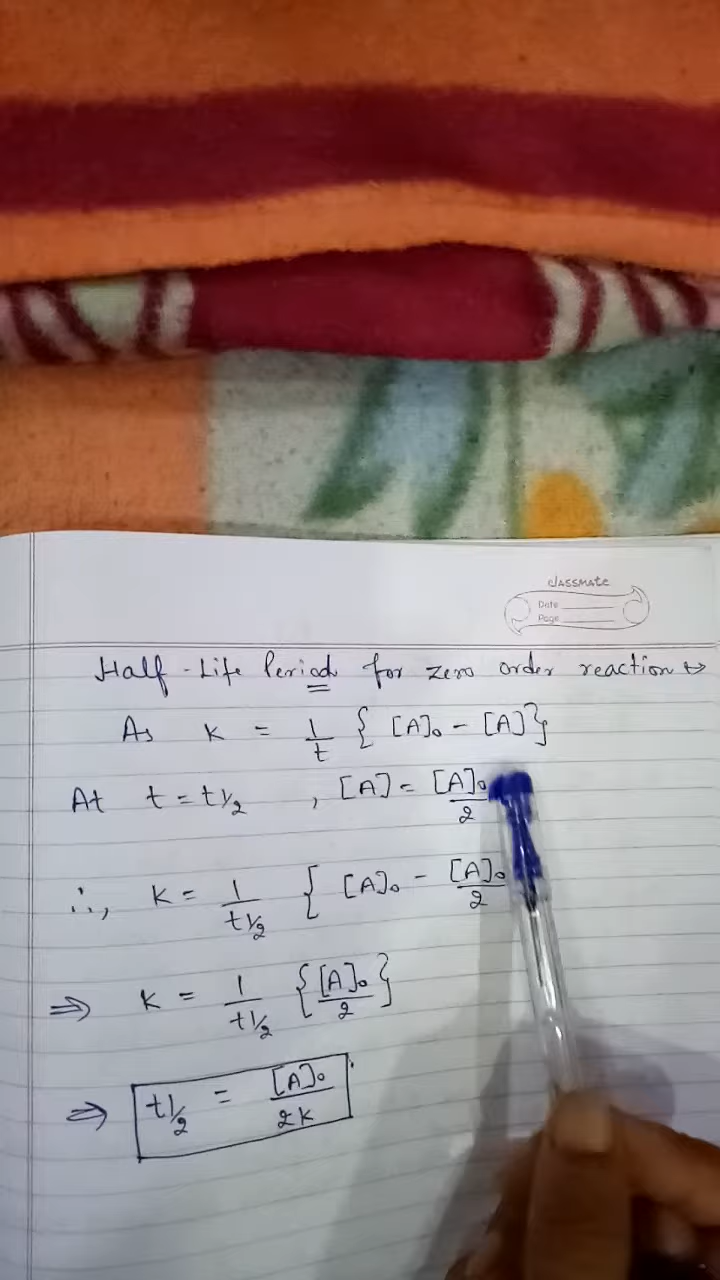 classmate
Date
Page
Half-Life Period for zero order reaction ↔
As K = 1/t { [A]₀ - [A] }
At t = t1/2 , [A] = [A]₀/2
∴, K = 1/t1/2 { [A]₀ - [A]₀/2
⇒ K = 1/t1/2 { [A]₀/2 }
⇒ t1/2 = [A]₀/2K